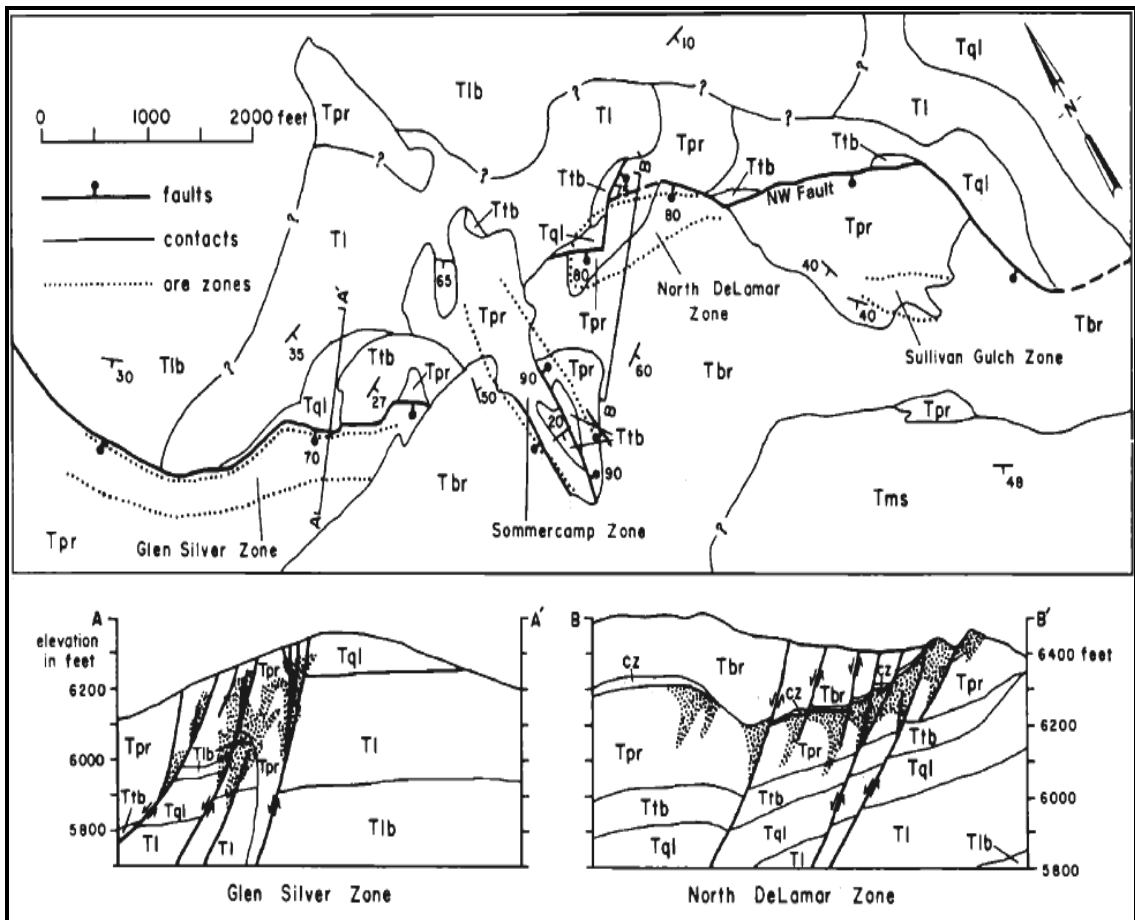 10
Tql
Tlb
?
?
Tl
?
Tpr
?
Tl
-N-
0 1000 2000 feet
?
Tpr
?
?
Ttb
?
B'
Ttb
75
Ttb
NW Fault
Tql
faults
Ttb
80
contacts
Tl
Tql
Tpr
ore zones
65
80
40
North DeLamar Zone
?
A'
Tpr
Tpr
40
Tbr
Sullivan Gulch Zone
35
Tlb
30
Ttb
Tpr
90
Tpr
60
Tbr
?
Tql
27
50
B
Tpr
20
Ttb
70
90
Tbr
Tms
48
A
Sommercamp Zone
?
Tpr
Glen Silver Zone
A
A'
B
B'
elevation in feet
6200
6000
5800
Tpr
Tql
cz
Tbr
cz
Tbr
cz
6400 feet
6200
6000
5800
Tpr
Tlb
Tpr
Tl
Tpr
Tpr
Tpr
Ttb
Ttb
Tql
Ttb
Ttb
Tql
Tl
Tl
Tlb
Tql
Tql
Tl
Tl
Tlb
Glen Silver Zone
North DeLamar Zone